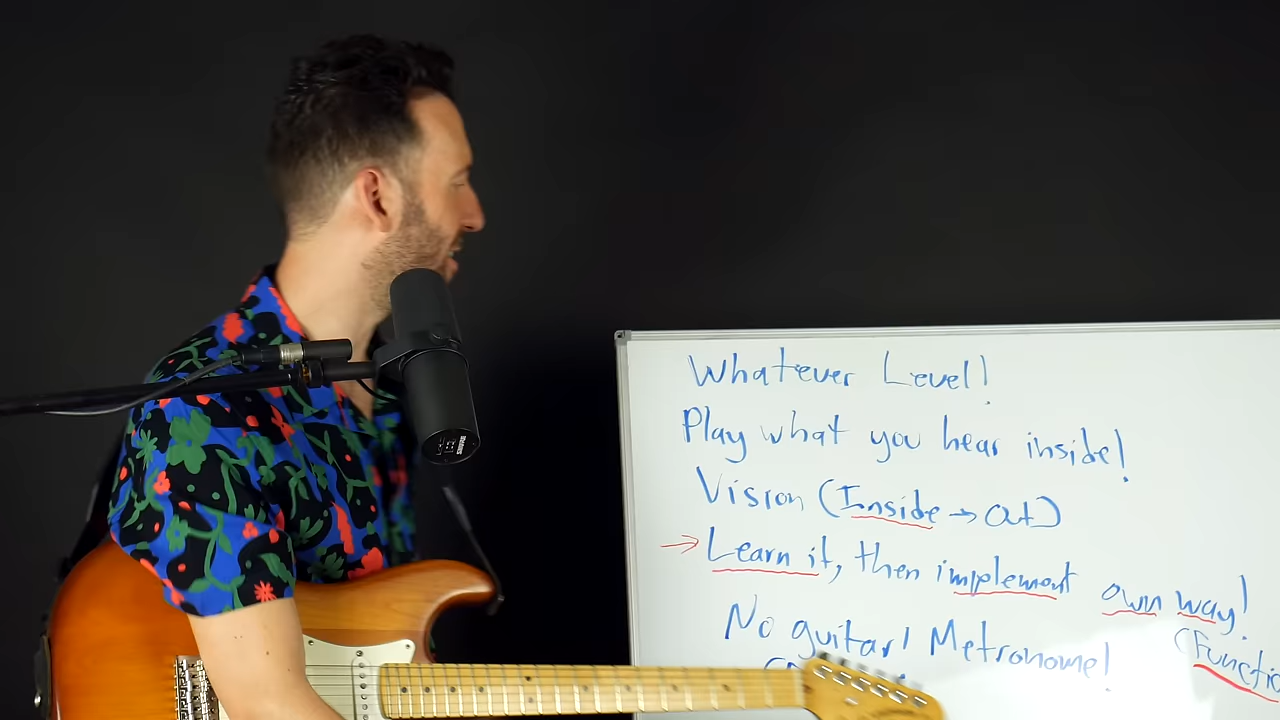 Whatever Level!
Play what you hear inside!
Vision (Inside → Out)
→ Learn it, then implement own way!
No guitar! Metronome!